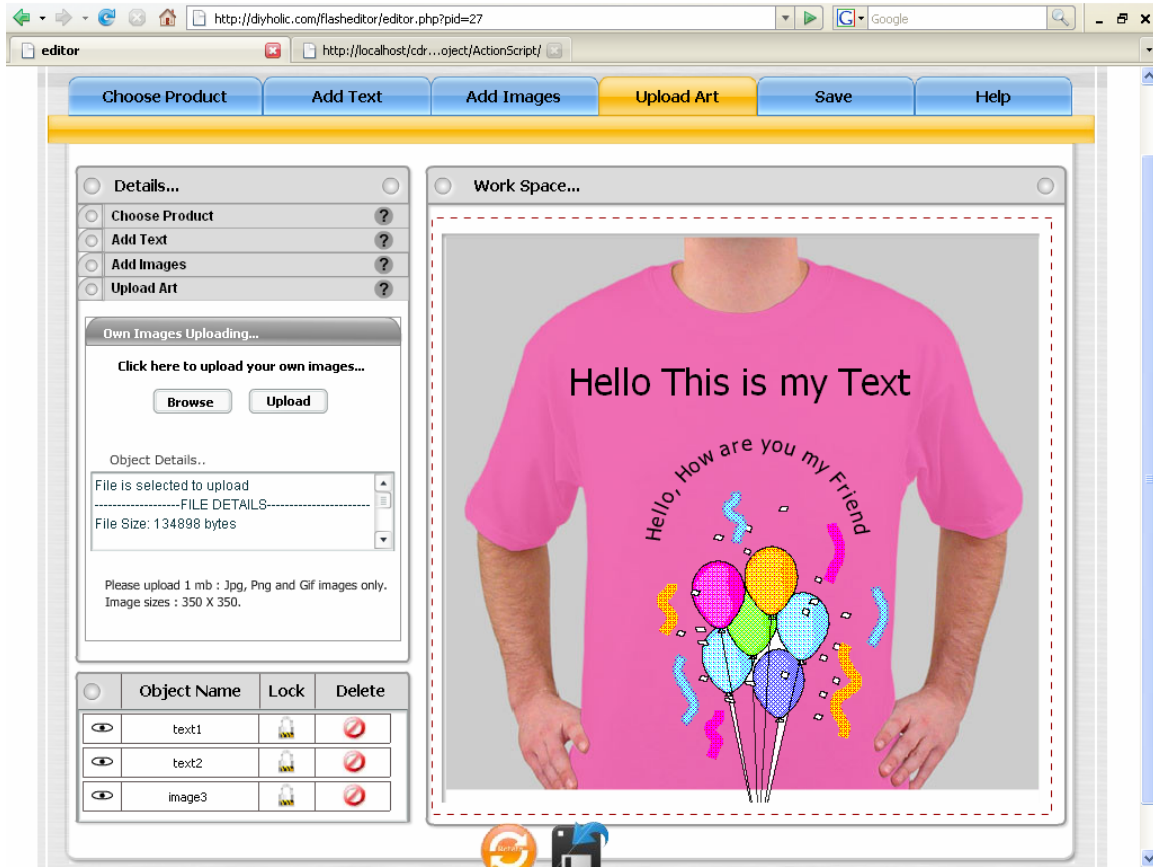 http://diyholic.com/flasheditor/editor.php?pid=27
G Google
editor
http://localhost/cdr...oject/ActionScript/
Choose Product
Add Text
Add Images
Upload Art
Save
Help
Details...
Choose Product ?
Add Text ?
Add Images ?
Upload Art ?
Own Images Uploading...
Click here to upload your own images...
Browse
Upload
Object Details..
File is selected to upload
-------------------FILE DETAILS-----------------------
File Size: 134898 bytes
Please upload 1 mb : Jpg, Png and Gif images only.
Image sizes : 350 X 350.
Object Name Lock Delete
text1
text2
image3
Work Space...
Hello This is my Text
Hello, How are you my Friend